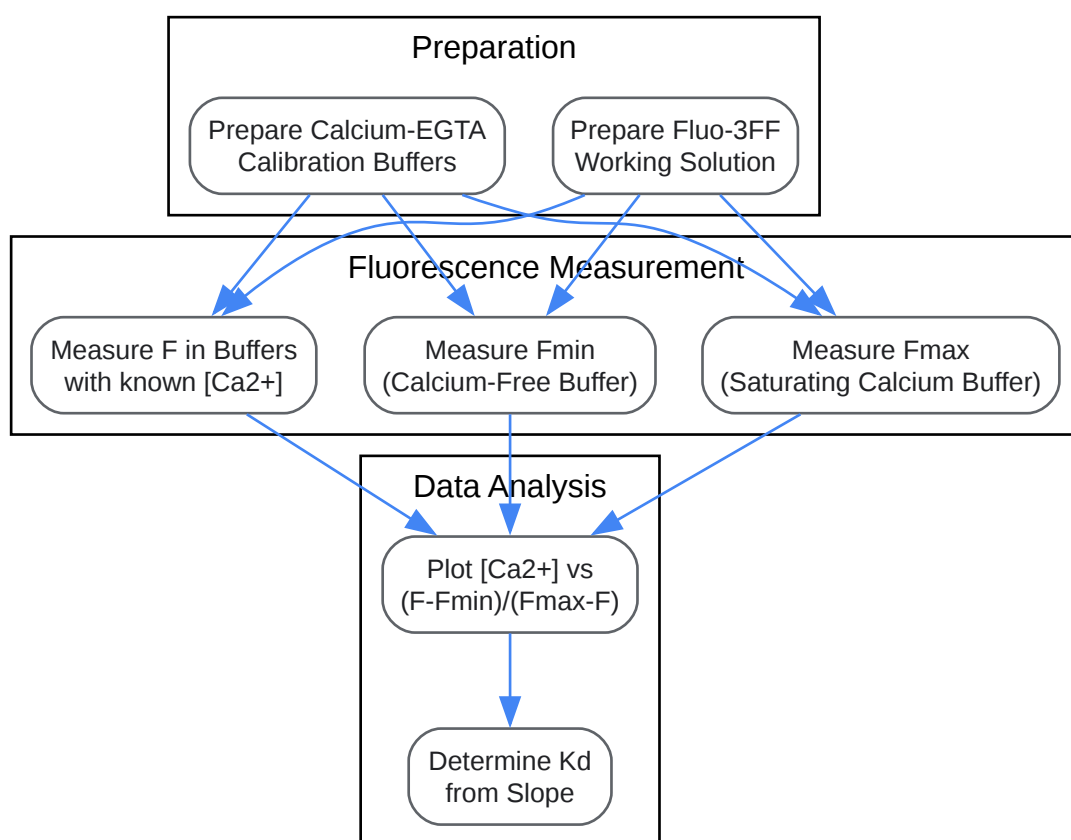 Preparation
Prepare Calcium-EGTA
Calibration Buffers
Prepare Fluo-3FF
Working Solution
Fluorescence Measurement
Measure F in Buffers
with known [Ca2+]
Measure Fmin
(Calcium-Free Buffer)
Measure Fmax
(Saturating Calcium Buffer)
Data Analysis
Plot [Ca2+] vs
(F-Fmin)/(Fmax-F)
Determine Kd
from Slope